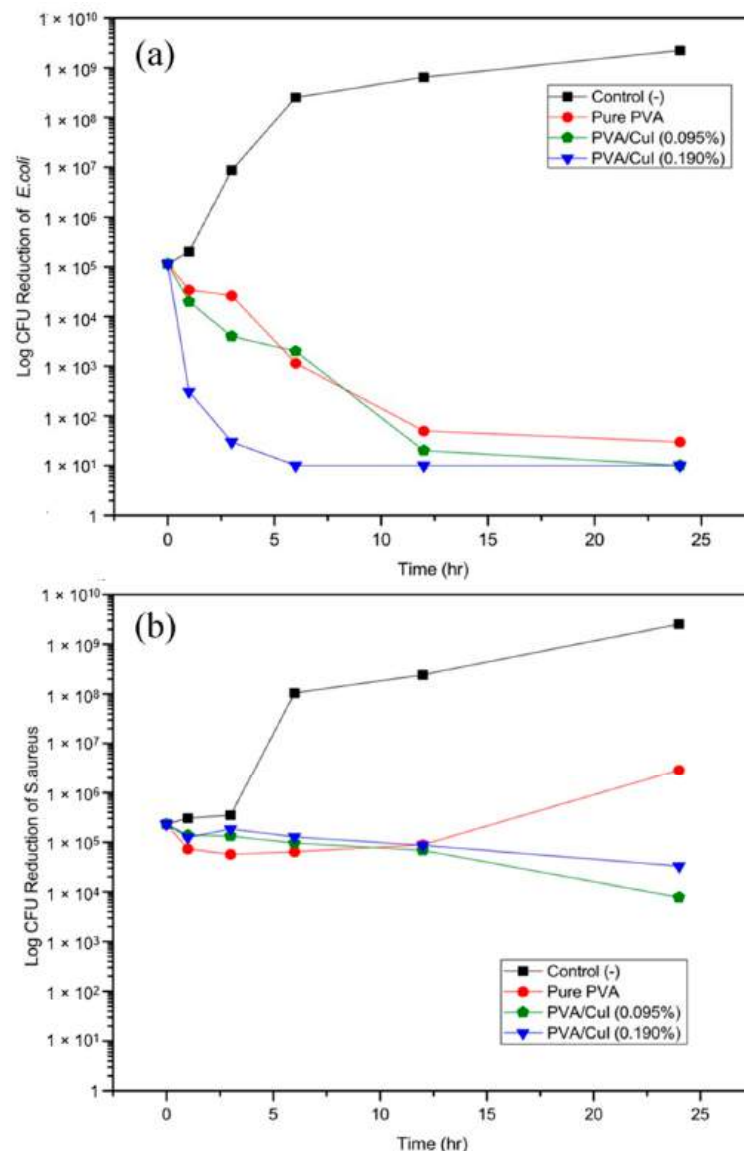 (a)
Log CFU Reduction of E.coli
1 × 10¹⁰
1 × 10⁹
1 × 10⁸
1 × 10⁷
1 × 10⁶
1 × 10⁵
1 × 10⁴
1 × 10³
1 × 10²
1 × 10¹
1
Control (-)
Pure PVA
PVA/CuI (0.095%)
PVA/CuI (0.190%)
0
5
10
15
20
25
Time (hr)
(b)
Log CFU Reduction of S.aureus
1 × 10¹⁰
1 × 10⁹
1 × 10⁸
1 × 10⁷
1 × 10⁶
1 × 10⁵
1 × 10⁴
1 × 10³
1 × 10²
1 × 10¹
1
Control (-)
Pure PVA
PVA/CuI (0.095%)
PVA/CuI (0.190%)
0
5
10
15
20
25
Time (hr)